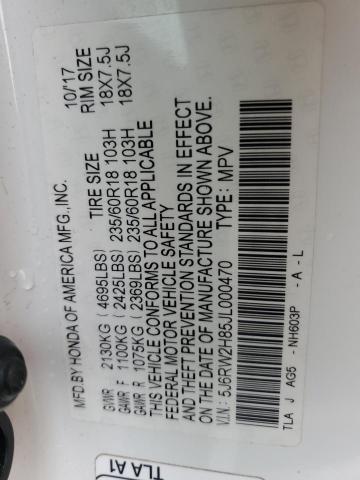 MFD.BY HONDA OF AMERICA MFG.,INC. 10/'17
TIRE SIZE RIM SIZE
GVWR 2130KG (4695LBS)
GAWR F 1100KG (2425LBS) 235/60R18 103H 18X7.5J
GAWR R 1075KG (2369LBS) 235/60R18 103H 18X7.5J
THIS VEHICLE CONFORMS TO ALL APPLICABLE
FEDERAL MOTOR VEHICLE SAFETY
AND THEFT PREVENTION STANDARDS IN EFFECT
ON THE DATE OF MANUFACTURE SHOWN ABOVE.
V.I.N.: 5J6RW2H85JL000470 TYPE: MPV
TLA J AG5 -NH603P -A-L
TLA A1